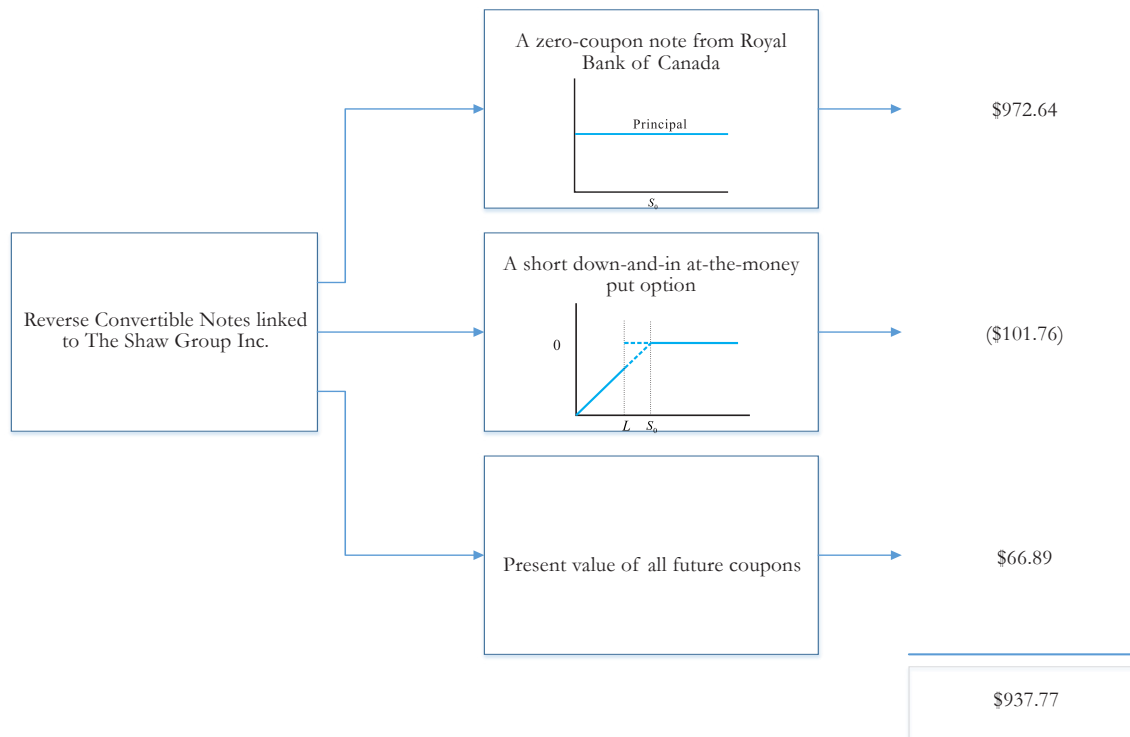 A zero-coupon note from Royal
Bank of Canada
Principal
S₀
$972.64
Reverse Convertible Notes linked
to The Shaw Group Inc.
A short down-and-in at-the-money
put option
0
L S₀
($101.76)
Present value of all future coupons
$66.89
$937.77